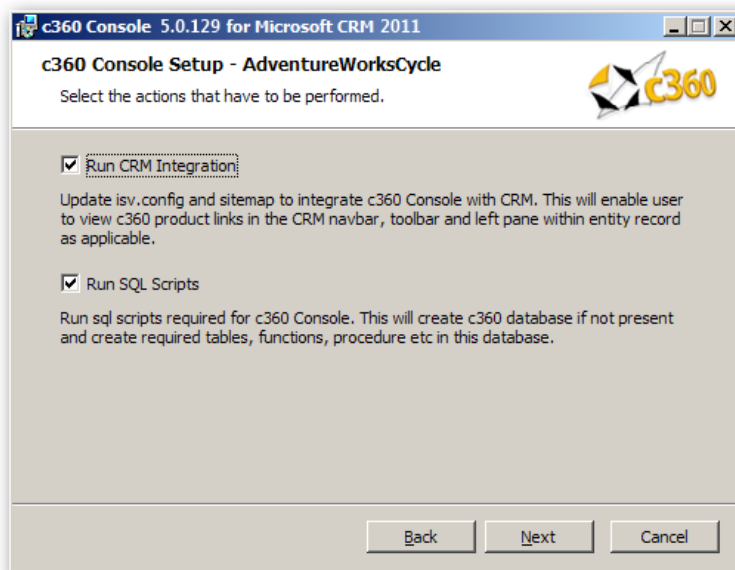 c360 Console 5.0.129 for Microsoft CRM 2011
c360 Console Setup - AdventureWorksCycle
Select the actions that have to be performed.
c360
Run CRM Integration
Update isv.config and sitemap to integrate c360 Console with CRM. This will enable user
to view c360 product links in the CRM navbar, toolbar and left pane within entity record
as applicable.
Run SQL Scripts
Run sql scripts required for c360 Console. This will create c360 database if not present
and create required tables, functions, procedure etc in this database.
Back Next Cancel